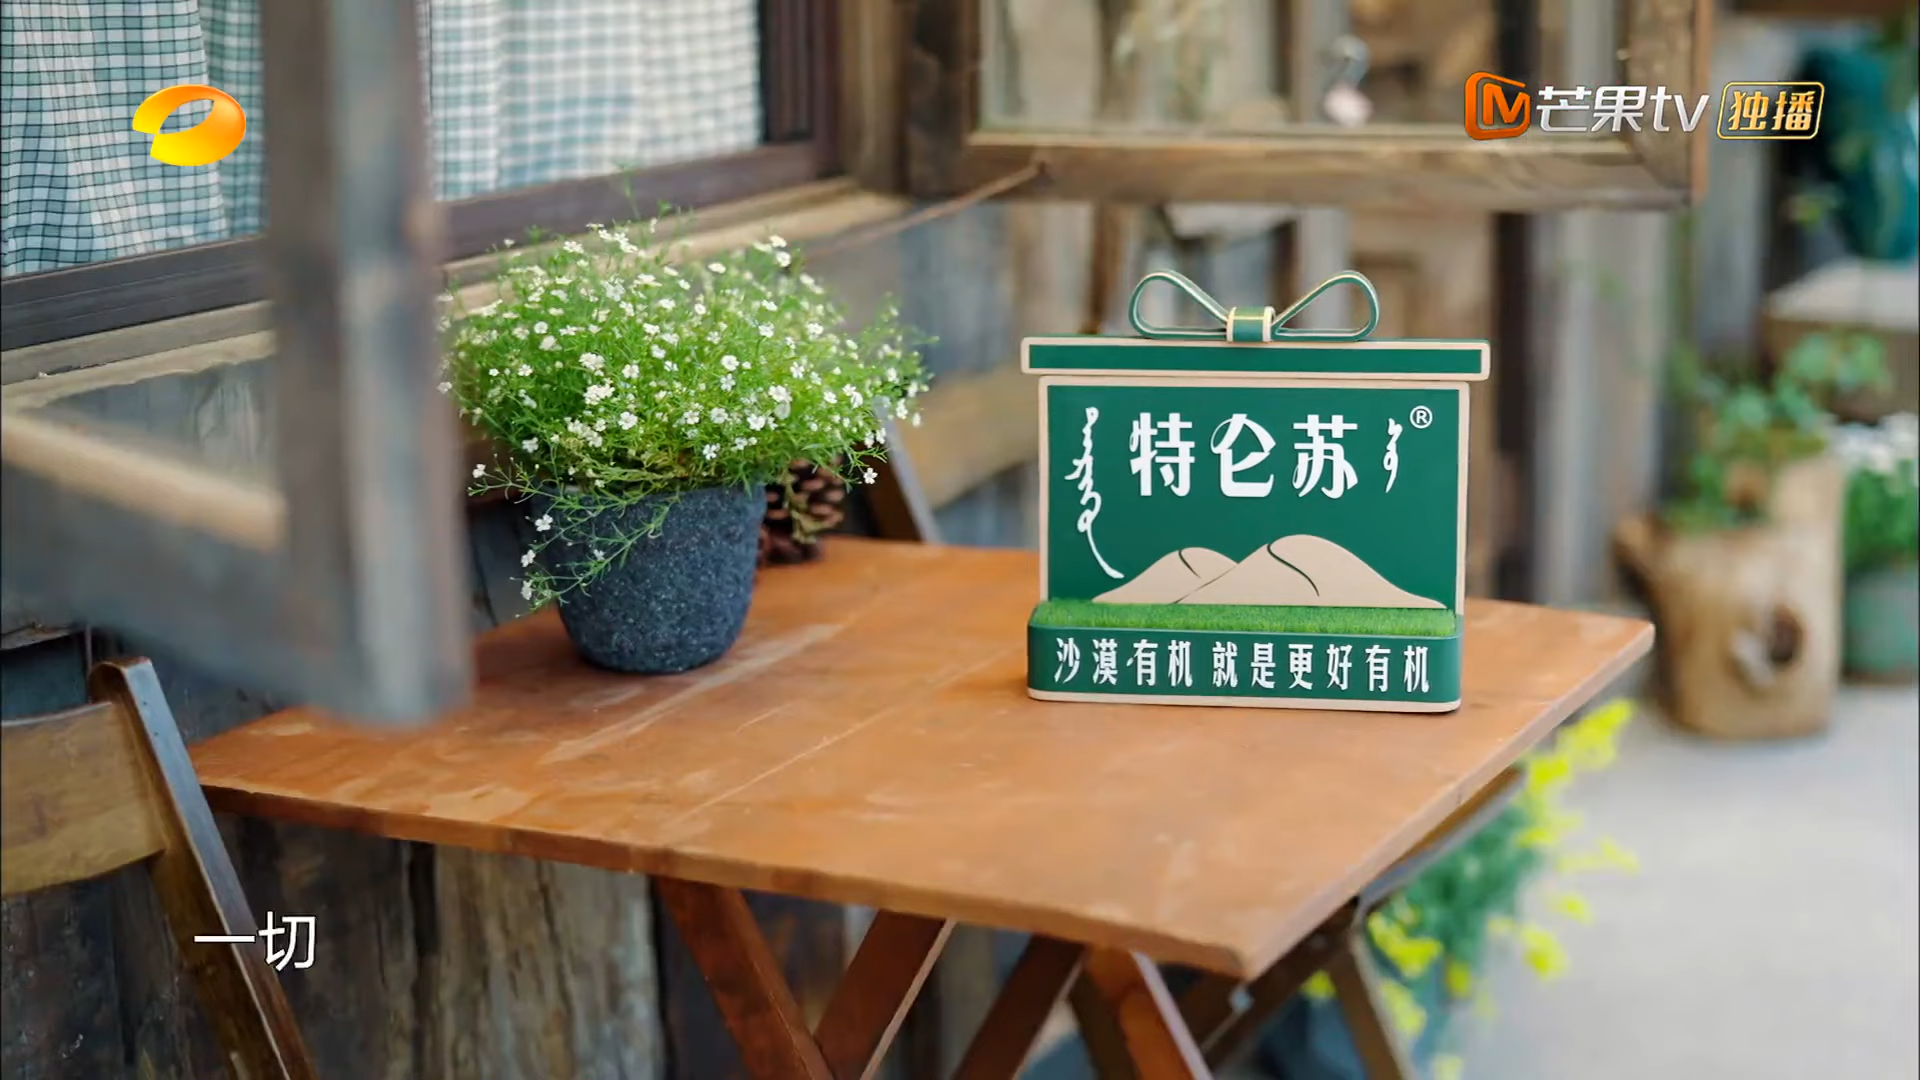 芒果tv 独播
特仑苏®
沙漠·有机 就是更好有机
一切